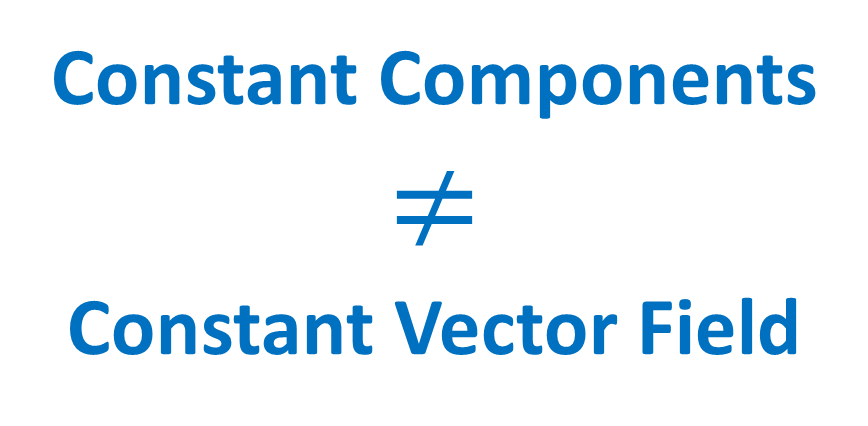 Constant Components
≠
Constant Vector Field